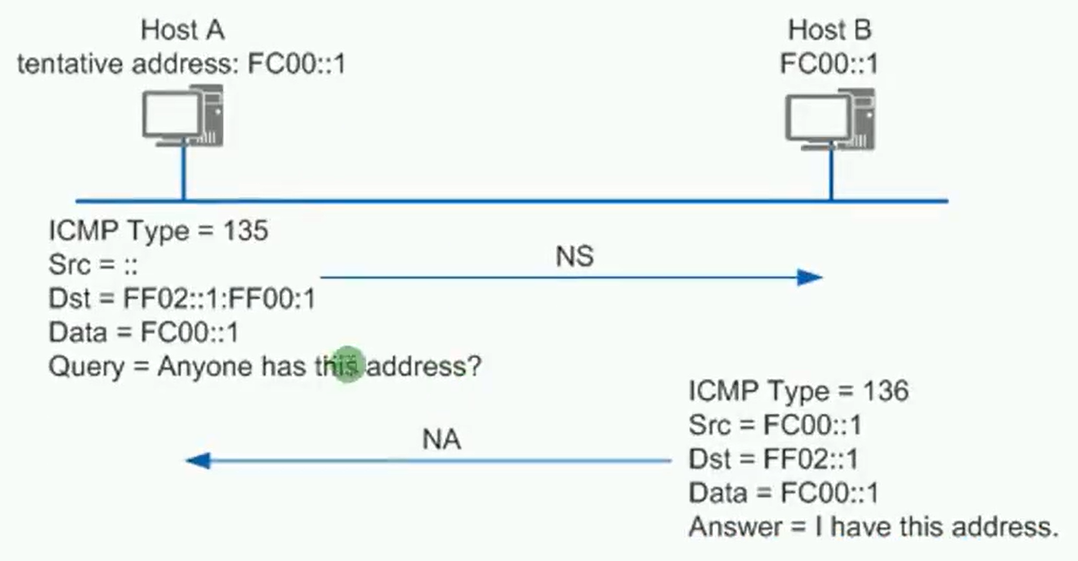 Host A
tentative address: FC00::1
Host B
FC00::1
ICMP Type = 135
Src = ::
Dst = FF02::1:FF00:1
Data = FC00::1
Query = Anyone has this address?
NS
ICMP Type = 136
Src = FC00::1
Dst = FF02::1
Data = FC00::1
Answer = I have this address.
NA